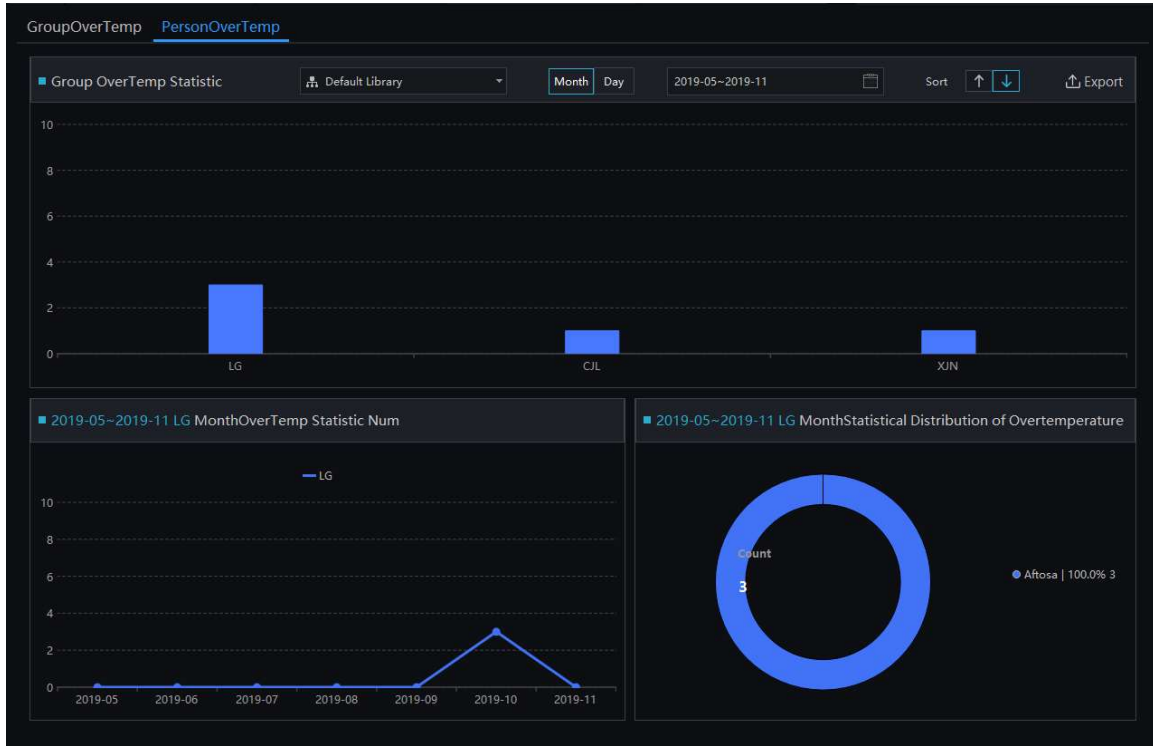 GroupOverTemp PersonOverTemp
Group OverTemp Statistic Default Library Month Day 2019-05~2019-11 Sort Export
10
8
6
4
2
0
LG CJL XJN
2019-05~2019-11 LG MonthOverTemp Statistic Num
LG
10
8
6
4
2
0
2019-05 2019-06 2019-07 2019-08 2019-09 2019-10 2019-11
2019-05~2019-11 LG MonthStatistical Distribution of Overtemperature
Count
3
Aftosa | 100.0% 3